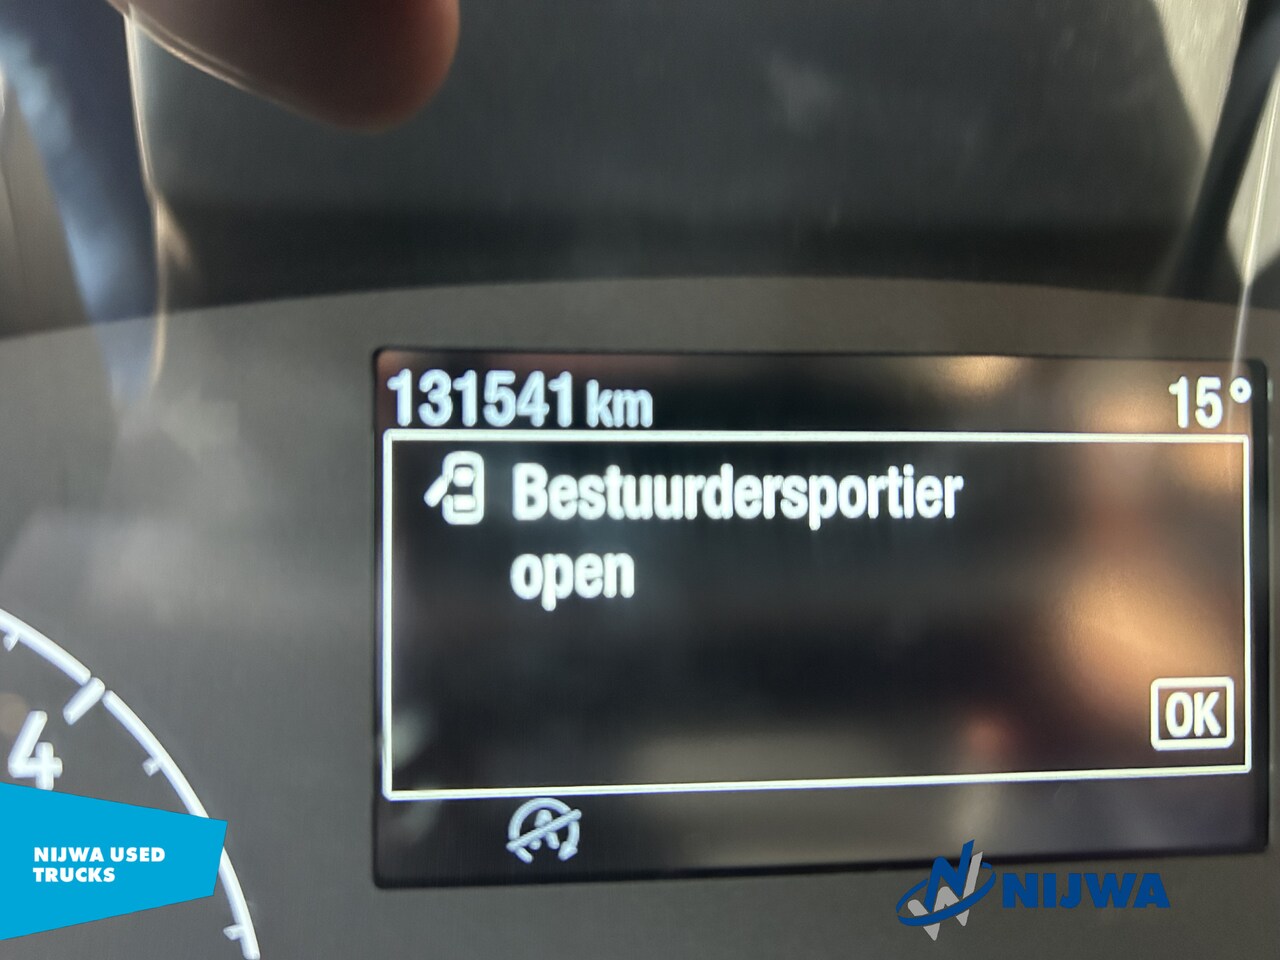 131541 km 15°
Bestuurdersportier
open
OK
4
NIJWA USED
TRUCKS
NIJWA